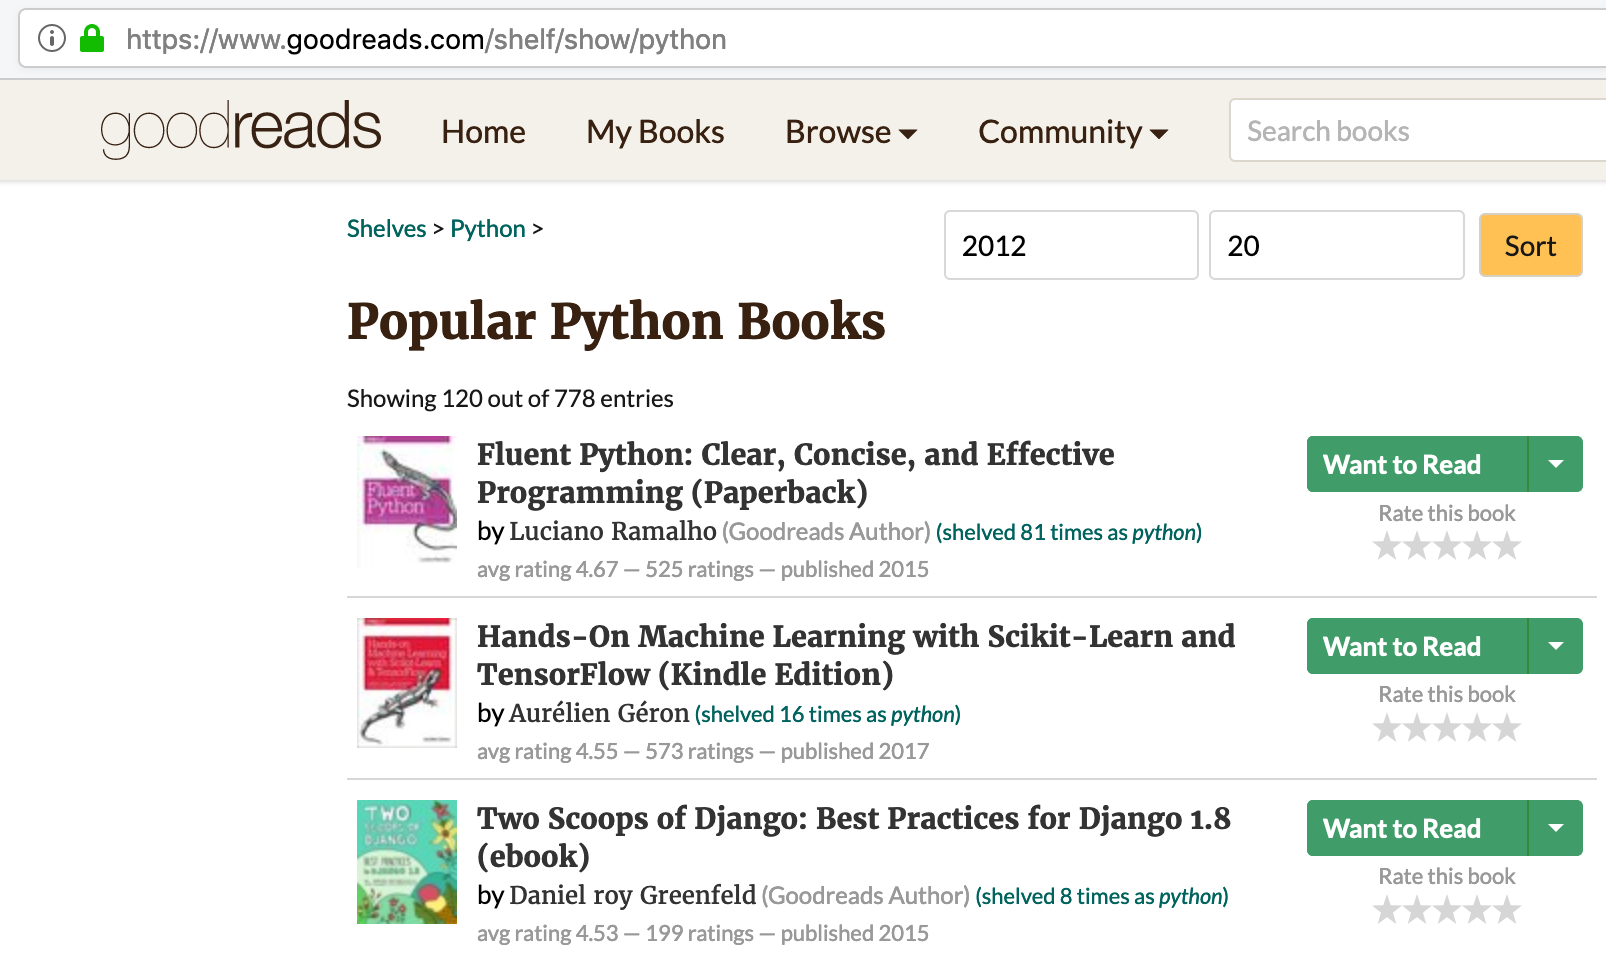 https://www.goodreads.com/shelf/show/python
goodreads Home My Books Browse Community Search books
Shelves > Python >
2012 20 Sort
Popular Python Books
Showing 120 out of 778 entries
Fluent Python
Fluent Python: Clear, Concise, and Effective
Programming (Paperback)
by Luciano Ramalho (Goodreads Author) (shelved 81 times as python)
avg rating 4.67 — 525 ratings — published 2015
Want to Read
Rate this book
Hands-on
Machine Learning
with Scikit-Learn
& TensorFlow
Hands-On Machine Learning with Scikit-Learn and
TensorFlow (Kindle Edition)
by Aurélien Géron (shelved 16 times as python)
avg rating 4.55 — 573 ratings — published 2017
Want to Read
Rate this book
TWO
SCOOPS OF
DJANGO
BEST PRACTICES
Two Scoops of Django: Best Practices for Django 1.8
(ebook)
by Daniel roy Greenfeld (Goodreads Author) (shelved 8 times as python)
avg rating 4.53 — 199 ratings — published 2015
Want to Read
Rate this book